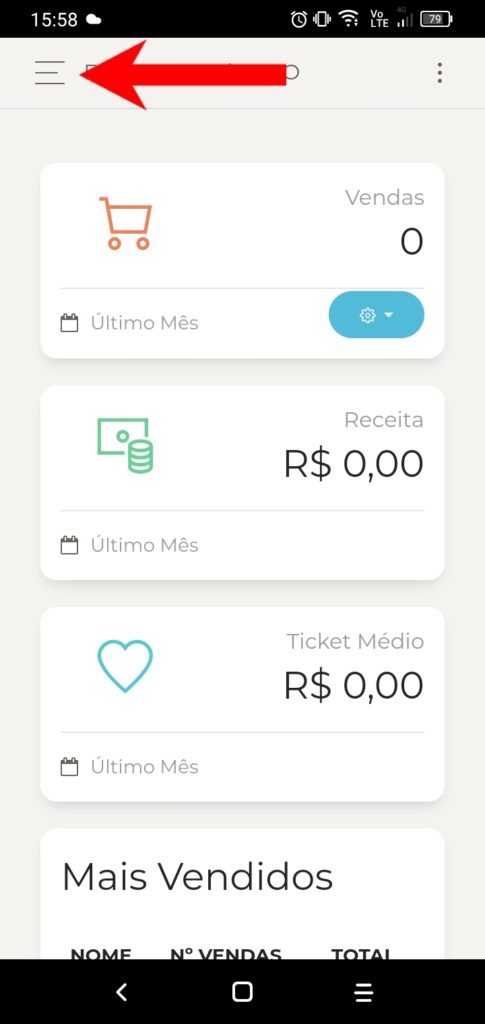 15:58
Vo
LTE
4G
79
Vendas
0
Último Mês
Receita
R$ 0,00
Último Mês
Ticket Médio
R$ 0,00
Último Mês
Mais Vendidos
NOME Nº VENDAS TOTAL